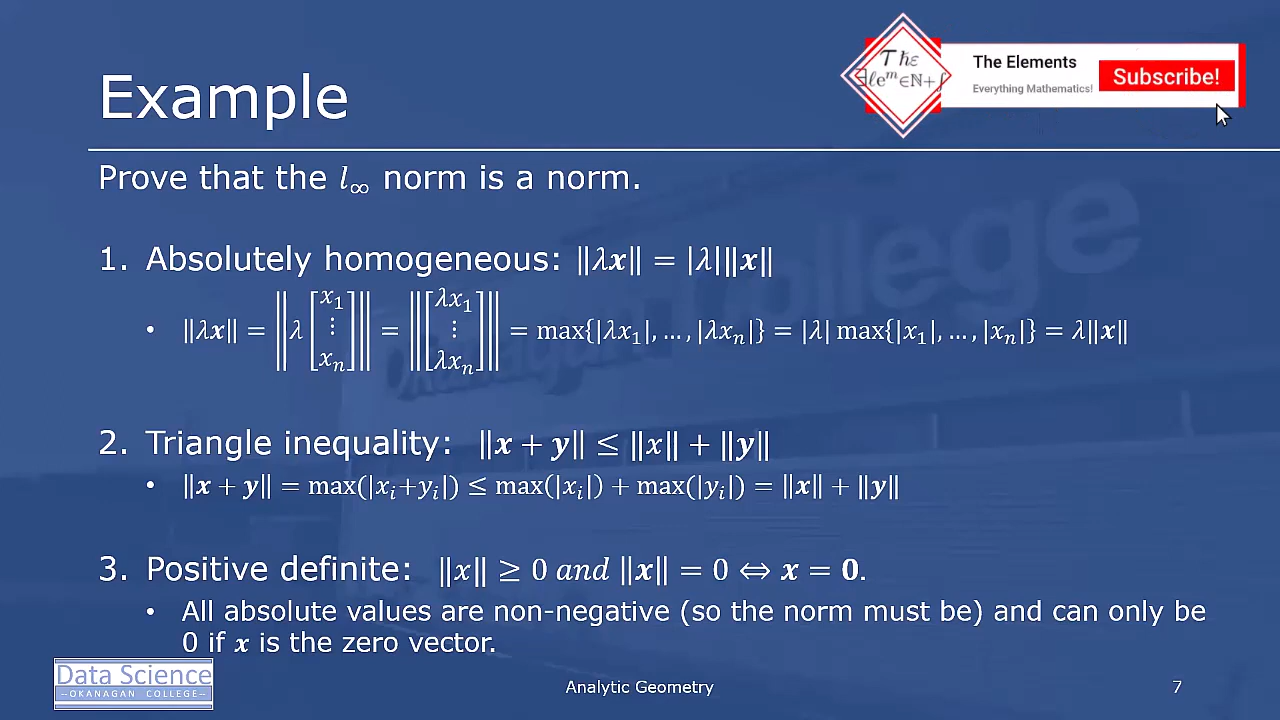 The Elements
Everything Mathematics!
Subscribe!
Example
Prove that the l∞ norm is a norm.
1. Absolutely homogeneous: ‖λx‖ = |λ|‖x‖
• ‖λx‖ = ‖λ [x₁ ⋮ xₙ]‖ = ‖[λx₁ ⋮ λxₙ]‖ = max{|λx₁|, … , |λxₙ|} = |λ| max{|x₁|, … , |xₙ|} = λ‖x‖
2. Triangle inequality: ‖x + y‖ ≤ ‖x‖ + ‖y‖
• ‖x + y‖ = max(|xᵢ+yᵢ|) ≤ max(|xᵢ|) + max(|yᵢ|) = ‖x‖ + ‖y‖
3. Positive definite: ‖x‖ ≥ 0 and ‖x‖ = 0 ⇔ x = 0.
• All absolute values are non-negative (so the norm must be) and can only be
0 if x is the zero vector.
Data Science
OKANAGAN COLLEGE
Analytic Geometry
7
Okanagan College